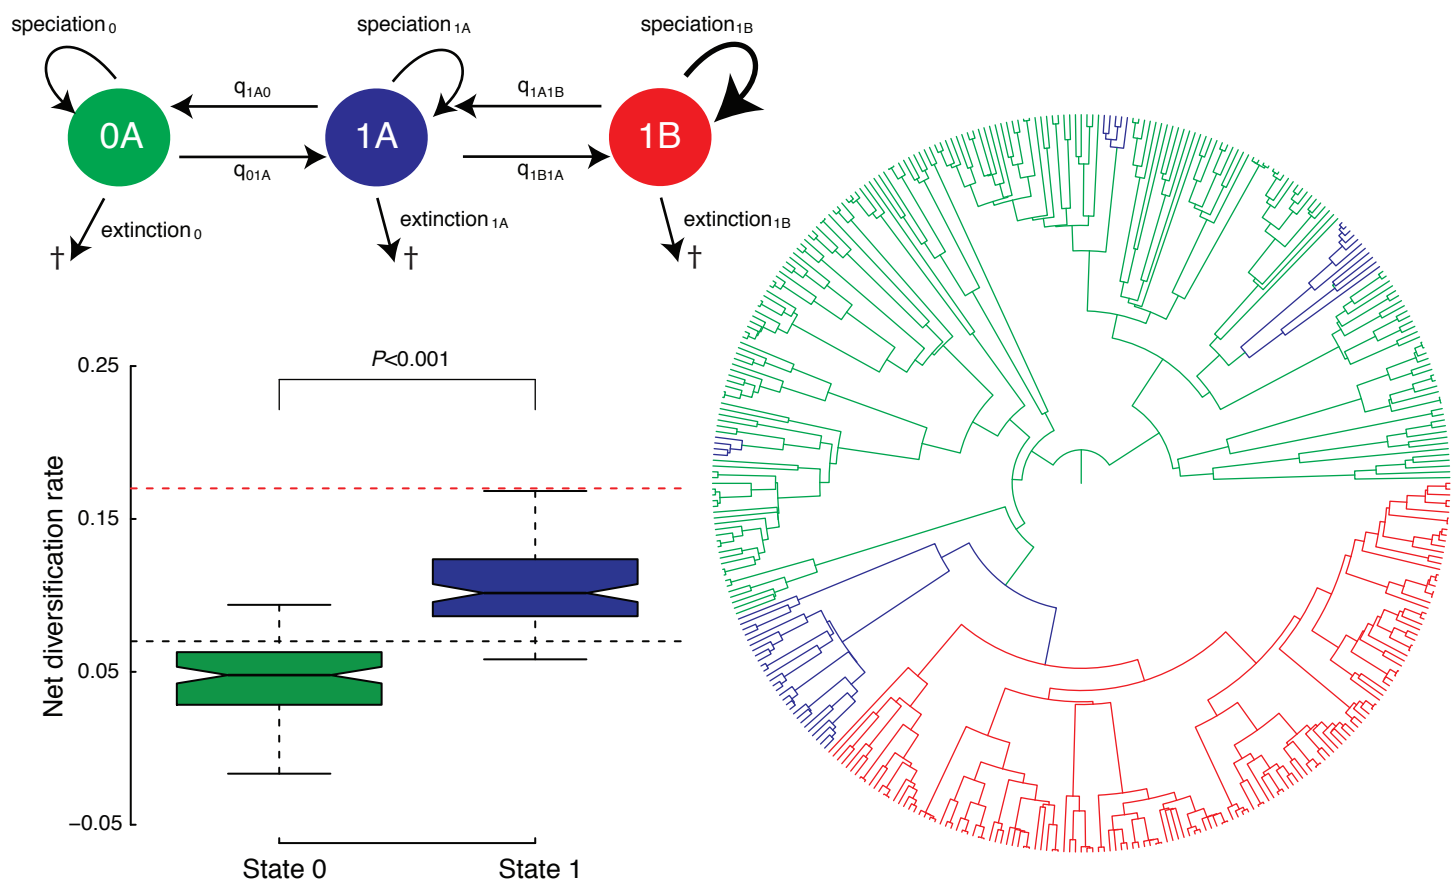 speciation0 speciation1A speciation1B
q1A0 q1A1B
0A 1A 1B
q01A q1B1A
extinction0 extinction1A extinction1B
† † †
P<0.001
0.25
0.15
0.05
−0.05
Net diversification rate
State 0 State 1